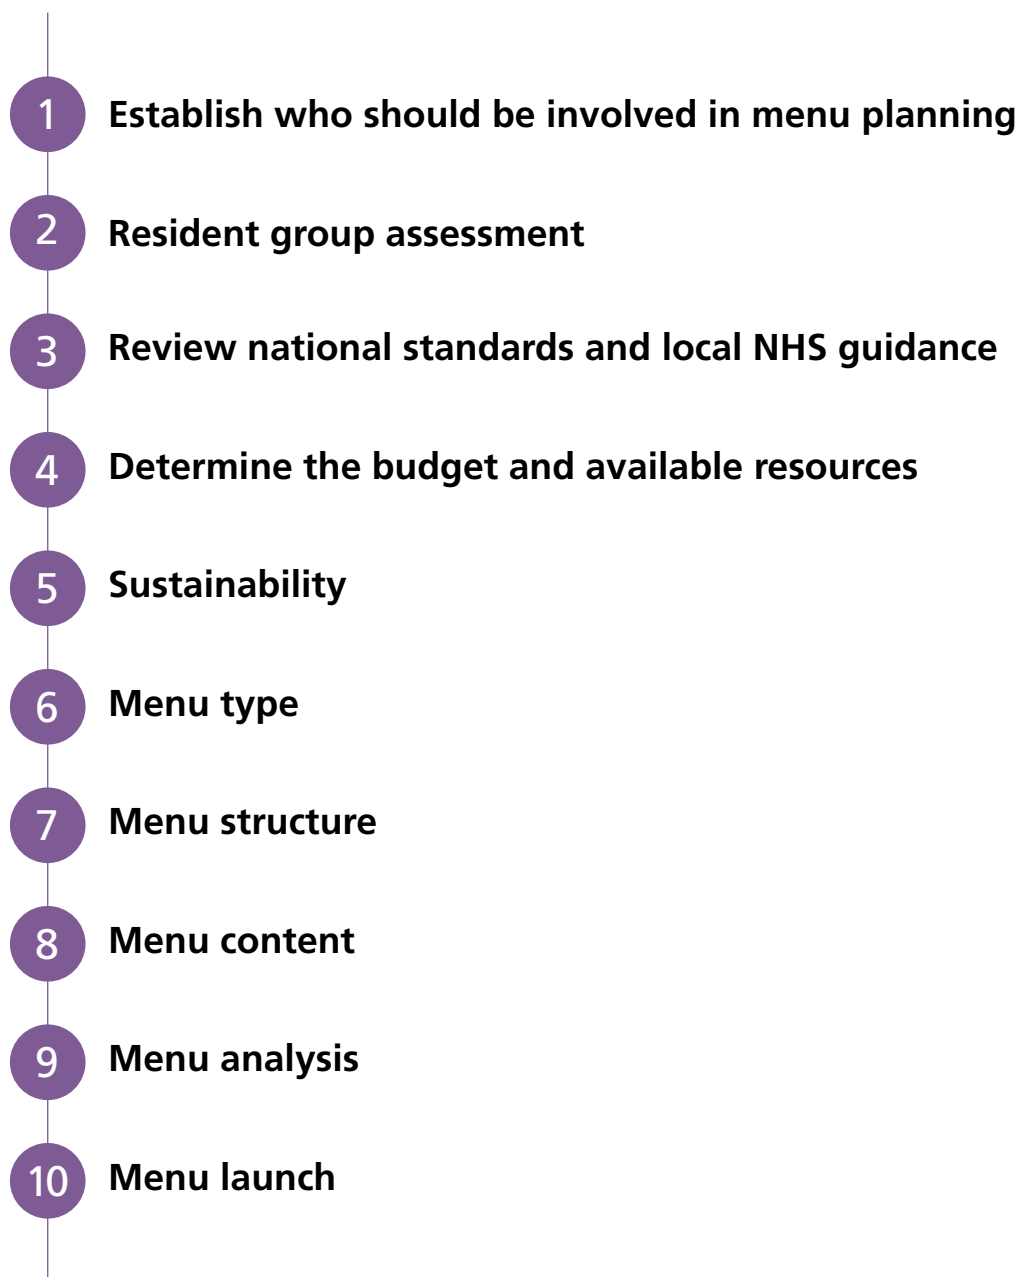 1 Establish who should be involved in menu planning
2 Resident group assessment
3 Review national standards and local NHS guidance
4 Determine the budget and available resources
5 Sustainability
6 Menu type
7 Menu structure
8 Menu content
9 Menu analysis
10 Menu launch